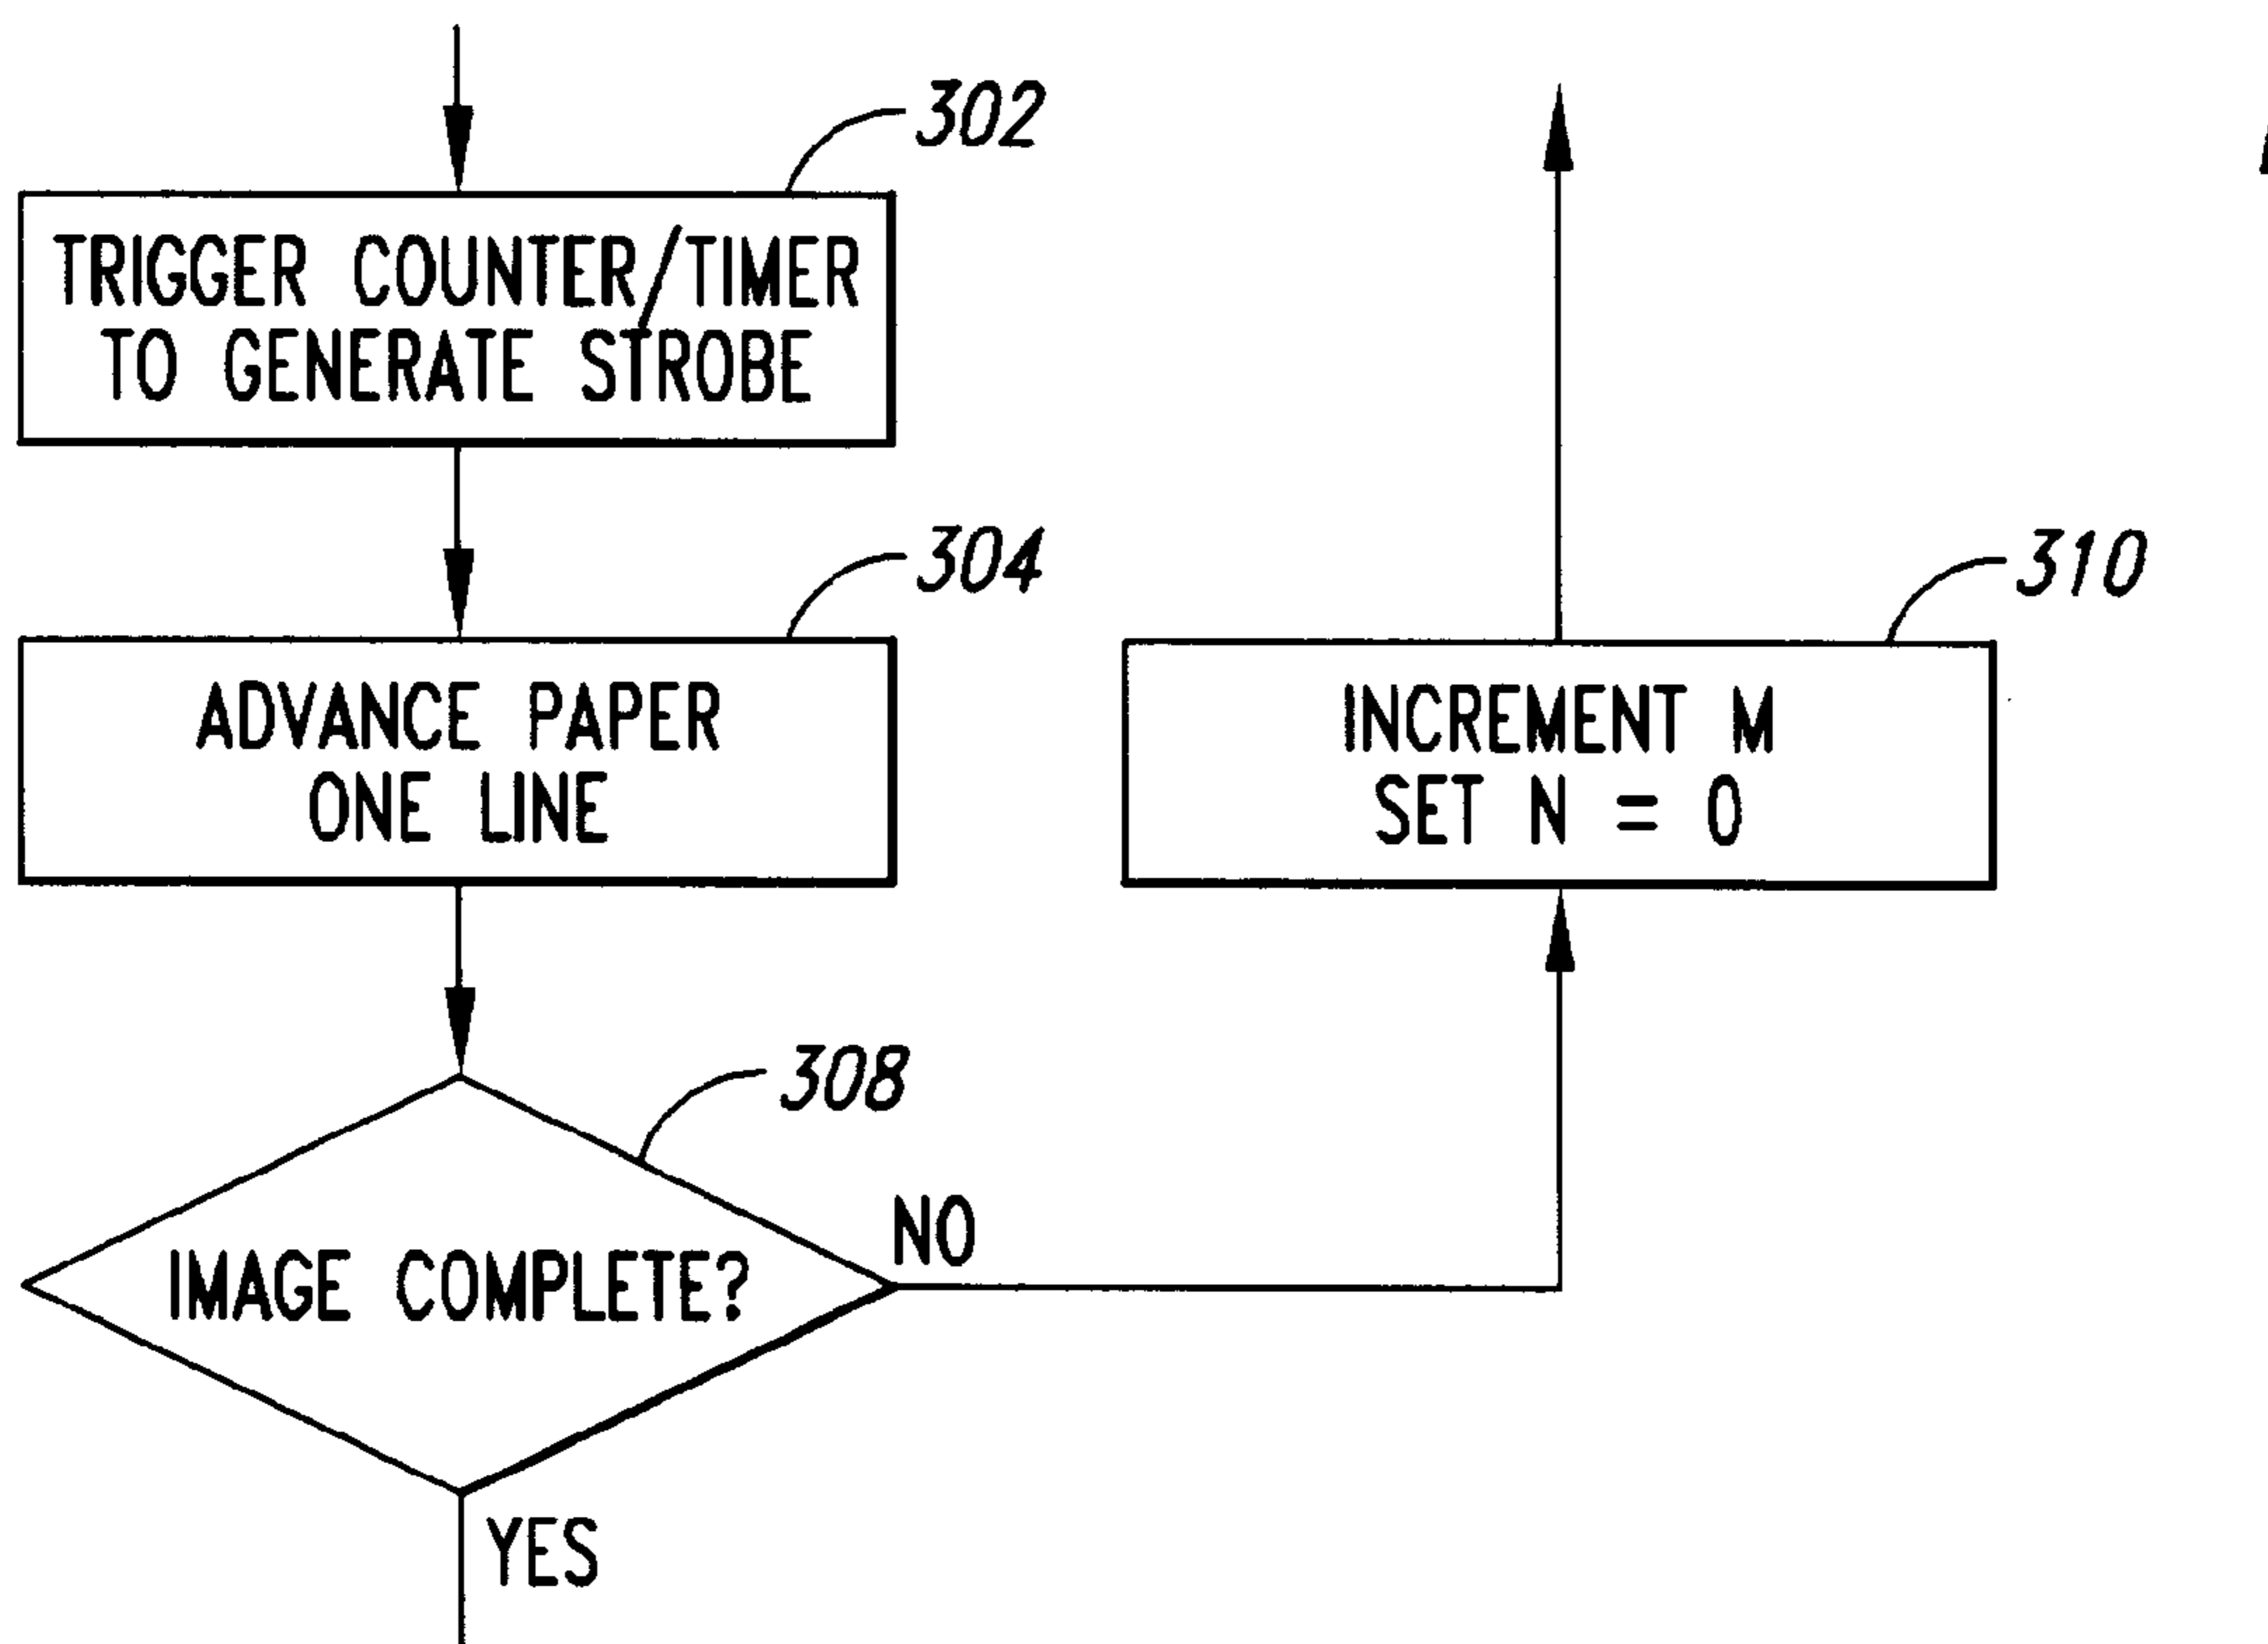 302
TRIGGER COUNTER/TIMER
TO GENERATE STROBE
304
ADVANCE PAPER
ONE LINE
310
INCREMENT M
SET N = 0
308
IMAGE COMPLETE?
NO
YES